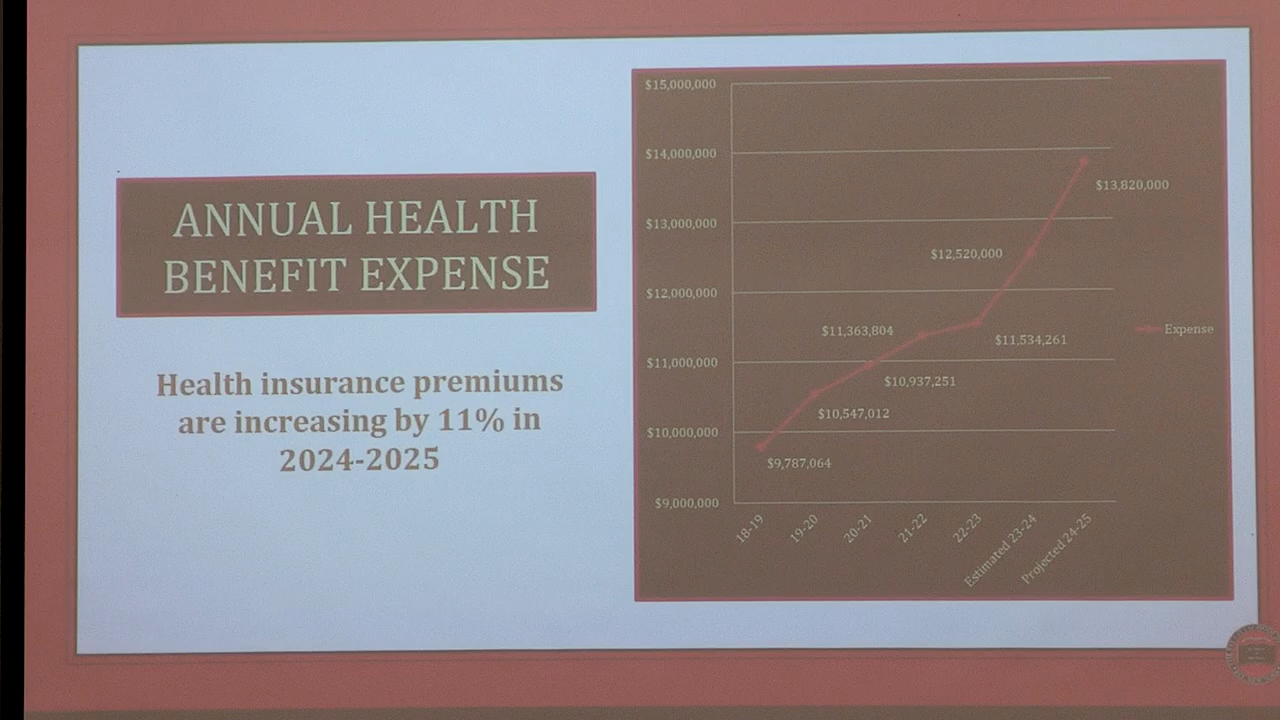 ANNUAL HEALTH
BENEFIT EXPENSE
Health insurance premiums
are increasing by 11% in
2024-2025
$15,000,000
$14,000,000
$13,000,000
$12,000,000
$11,000,000
$10,000,000
$9,000,000
$13,820,000
$12,520,000
$11,534,261
$11,363,804
$10,937,251
$10,547,012
$9,787,064
Expense
18-19
19-20
20-21
21-22
22-23
Estimated 23-24
Projected 24-25